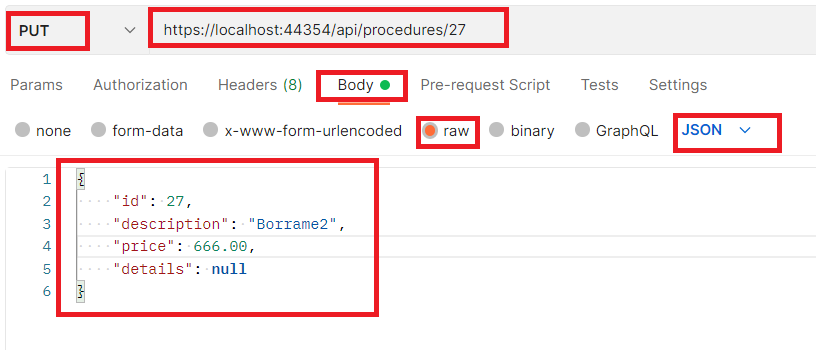 PUT https://localhost:44354/api/procedures/27
Params Authorization Headers (8) Body Pre-request Script Tests Settings
none form-data x-www-form-urlencoded raw binary GraphQL JSON
1 {
2 "id": 27,
3 "description": "Borrame2",
4 "price": 666.00,
5 "details": null
6 }